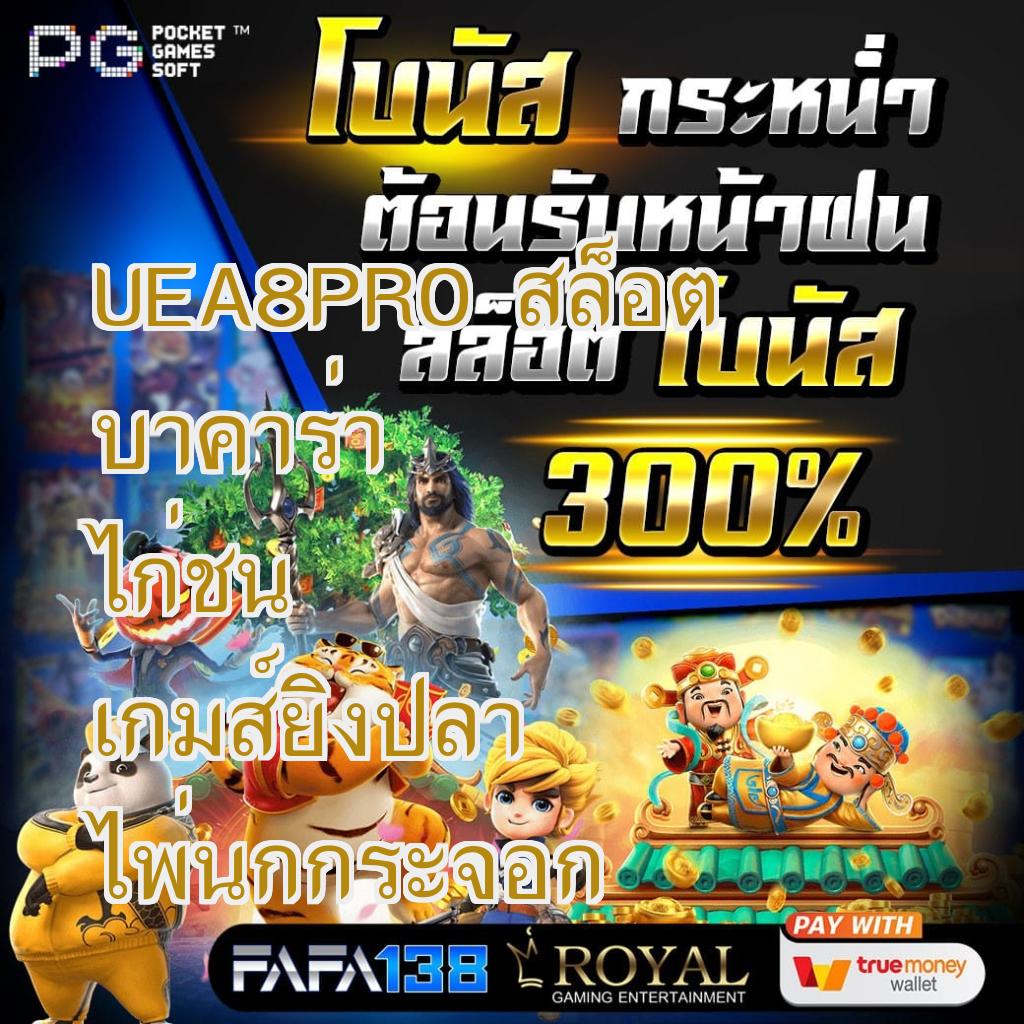 PG POCKET GAMES SOFT™
โบนัส กระหน่ำ
ต้อนรับหน้าฝน
สล็อต โบนัส
300%
UEA8PRO สล็อต
บาคาร่า
ไก่ชน
เกมส์ยิงปลา
ไพ่นกกระจอก
FAFA138
ROYAL
GAMING ENTERTAINMENT
PAY WITH
truemoney
wallet